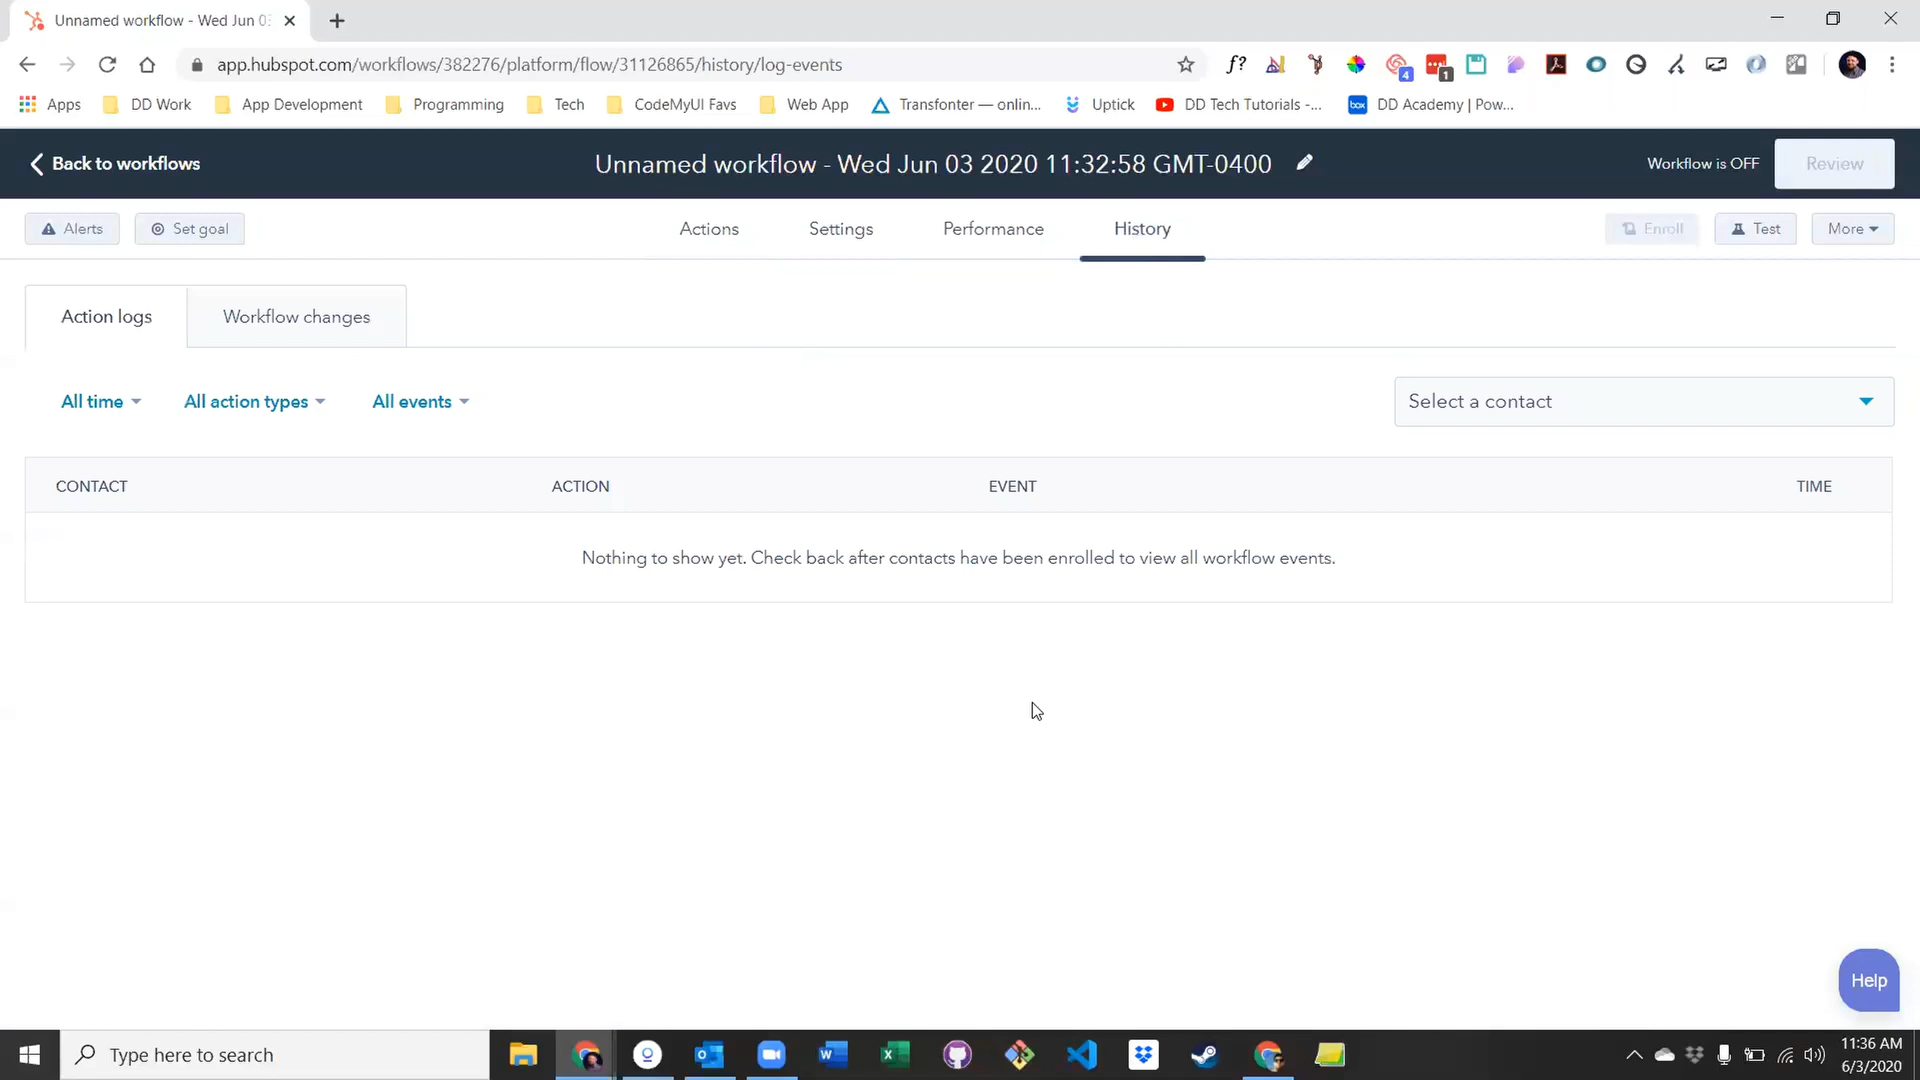 Unnamed workflow - Wed Jun 0
app.hubspot.com/workflows/382276/platform/flow/31126865/history/log-events
f?
4
1
Apps
DD Work
App Development
Programming
Tech
CodeMyUI Favs
Web App
Transfonter — onlin...
Uptick
DD Tech Tutorials -...
box
DD Academy | Pow...
Back to workflows
Unnamed workflow - Wed Jun 03 2020 11:32:58 GMT-0400
Workflow is OFF
Review
Alerts
Set goal
Actions
Settings
Performance
History
Enroll
Test
More
Action logs
Workflow changes
All time
All action types
All events
Select a contact
CONTACT
ACTION
EVENT
TIME
Nothing to show yet. Check back after contacts have been enrolled to view all workflow events.
Help
Type here to search
11:36 AM
6/3/2020